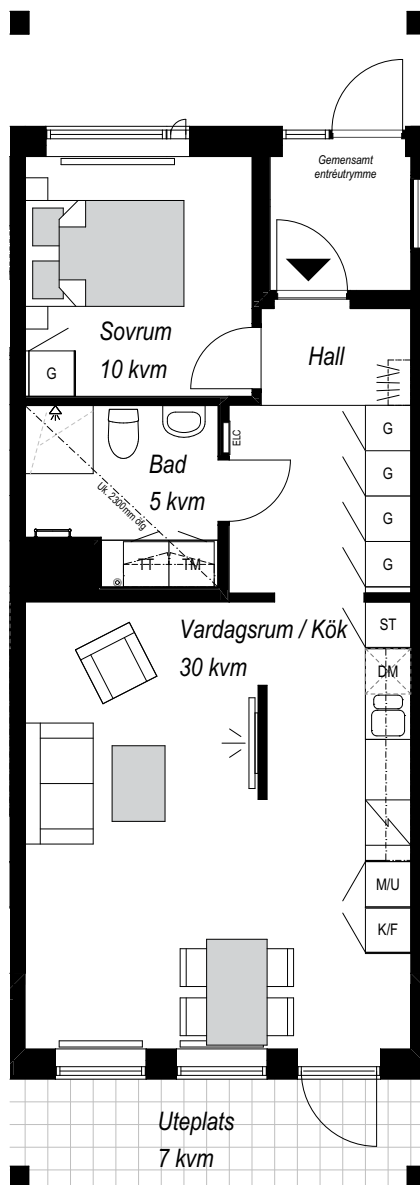 Gemensamt
entréutrymme
Sovrum
10 kvm
Hall
G
G
ELC
Bad
5 kvm
G
Uk. 2300mm öfg
G
TT
TM
G
Vardagsrum / Kök
30 kvm
ST
DM
M/U
K/F
Uteplats
7 kvm